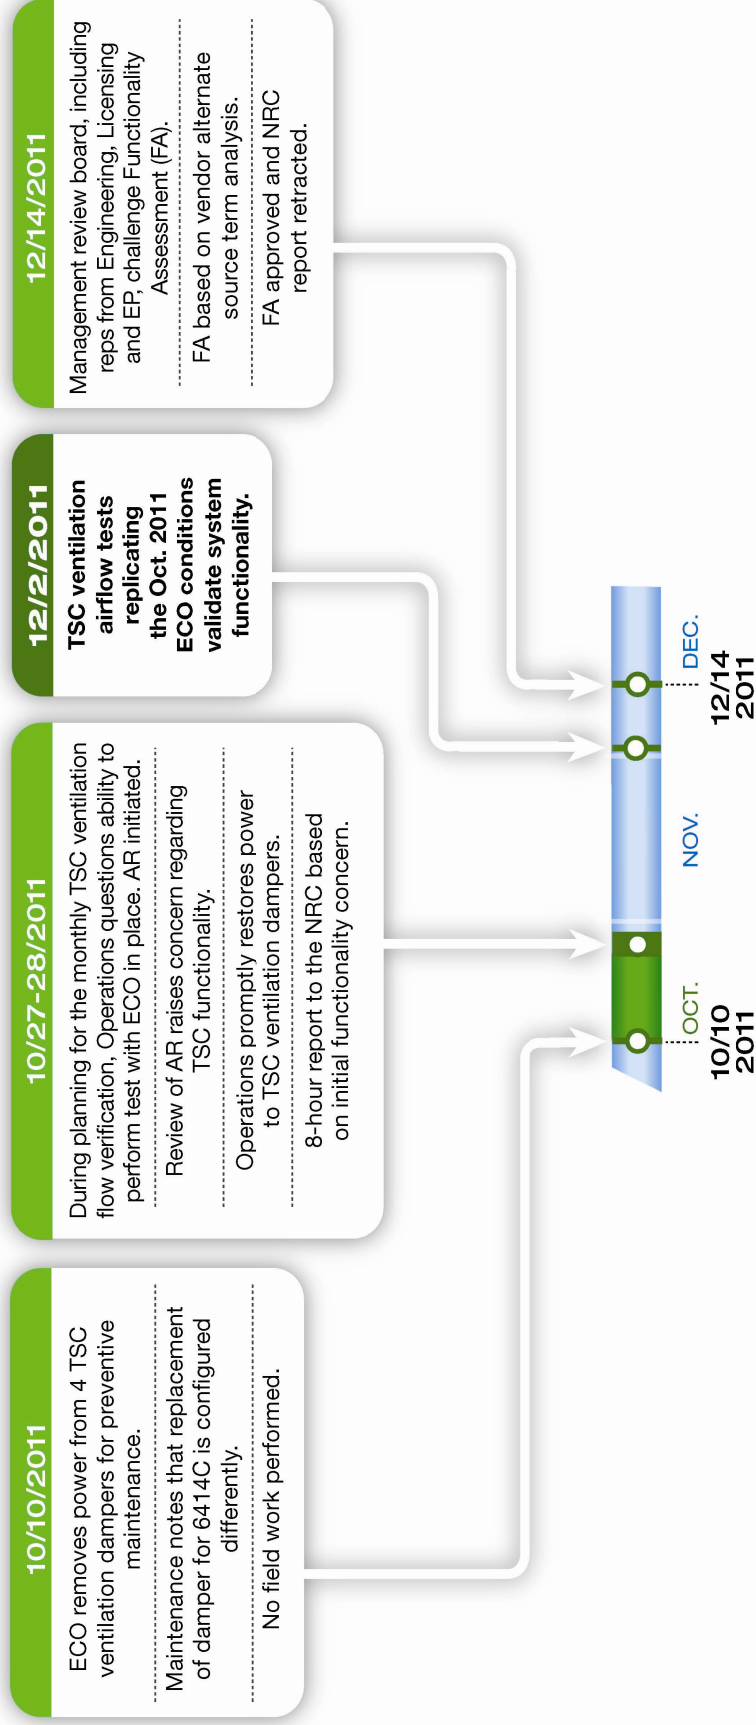 10/10/2011
ECO removes power from 4 TSC
ventilation dampers for preventive
maintenance.
Maintenance notes that replacement
of damper for 6414C is configured
differently.
No field work performed.
10/27-28/2011
During planning for the monthly TSC ventilation
flow verification, Operations questions ability to
perform test with ECO in place. AR initiated.
Review of AR raises concern regarding
TSC functionality.
Operations promptly restores power
to TSC ventilation dampers.
8-hour report to the NRC based
on initial functionality concern.
12/2/2011
TSC ventilation
airflow tests
replicating
the Oct. 2011
ECO conditions
validate system
functionality.
12/14/2011
Management review board, including
reps from Engineering, Licensing
and EP, challenge Functionality
Assessment (FA).
FA based on vendor alternate
source term analysis.
FA approved and NRC
report retracted.
OCT.
NOV.
DEC.
10/10
2011
12/14
2011